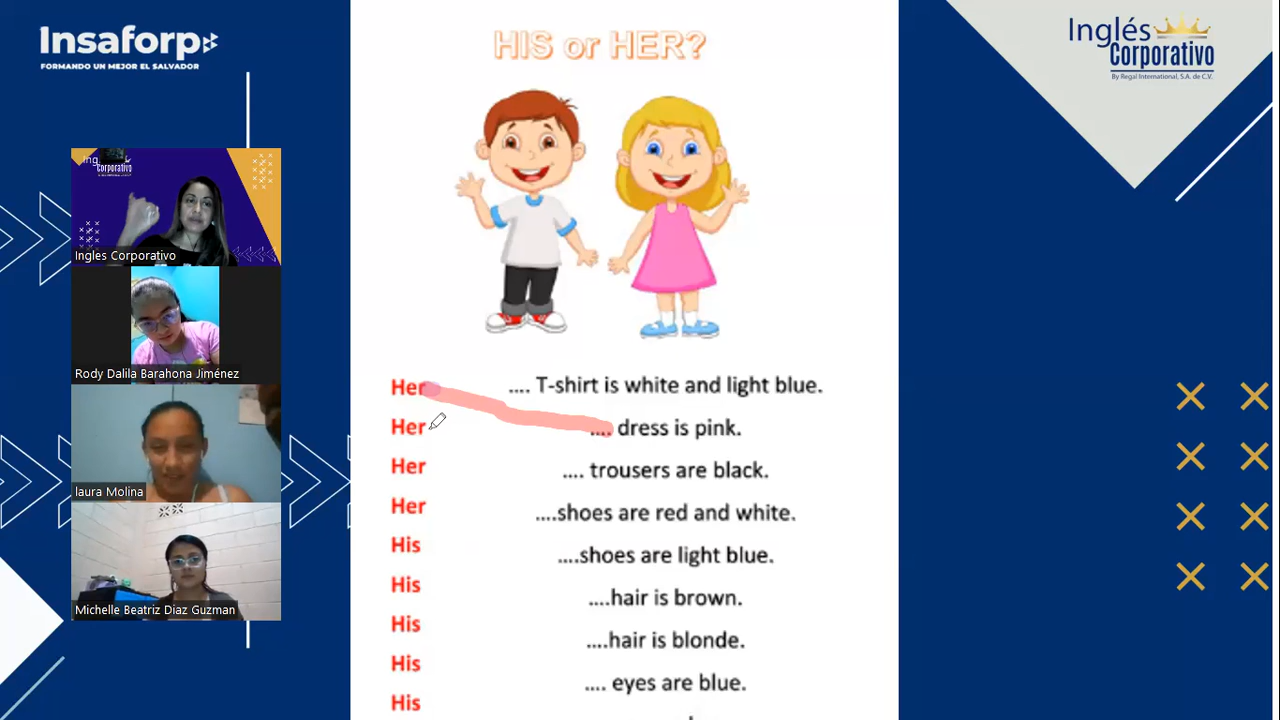 Insaforp
FORMANDO UN MEJOR EL SALVADOR
HIS or HER?
Inglés
Corporativo
By Regal International, S.A. de C.V.
Corporativo
Ingles Corporativo
Rody Dalila Barahona Jiménez
laura Molina
Michelle Beatriz Diaz Guzman
Her
Her
Her
Her
His
His
His
His
His
.... T-shirt is white and light blue.
.... dress is pink.
.... trousers are black.
....shoes are red and white.
....shoes are light blue.
....hair is brown.
....hair is blonde.
.... eyes are blue.